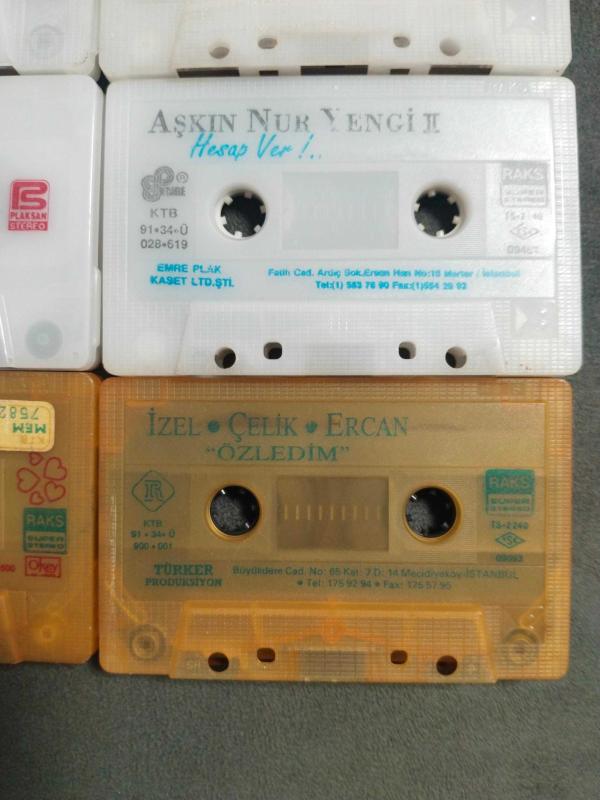 PLAKSAN
STEREO
AŞKIN NUR YENGİ II
Hesap Ver !..
KTB
91•34•Ü
028•619
RAKS
SUPER
STEREO
EMRE PLAK
KASET LTD.ŞTİ.
Fatih Cad. Ardıç Sok.Ersan Han No:15 Merter / İstanbul
Tel:(1) 583 76 90 Fax:(1)554 29 93
MEM
7582
RAKS
SUPER
STEREO
Okey
İZEL • ÇELİK • ERCAN
"ÖZLEDİM"
R
KTB
91•34•Ü
900•001
RAKS
SUPER
STEREO
TS-2240
TÜRKER
PRODUKSİYON
Büyükdere Cad. No: 65 Kat: 7 D: 14 Mecidiyeköy-İSTANBUL
• Tel: 175 92 94 • Fax: 175 57 95